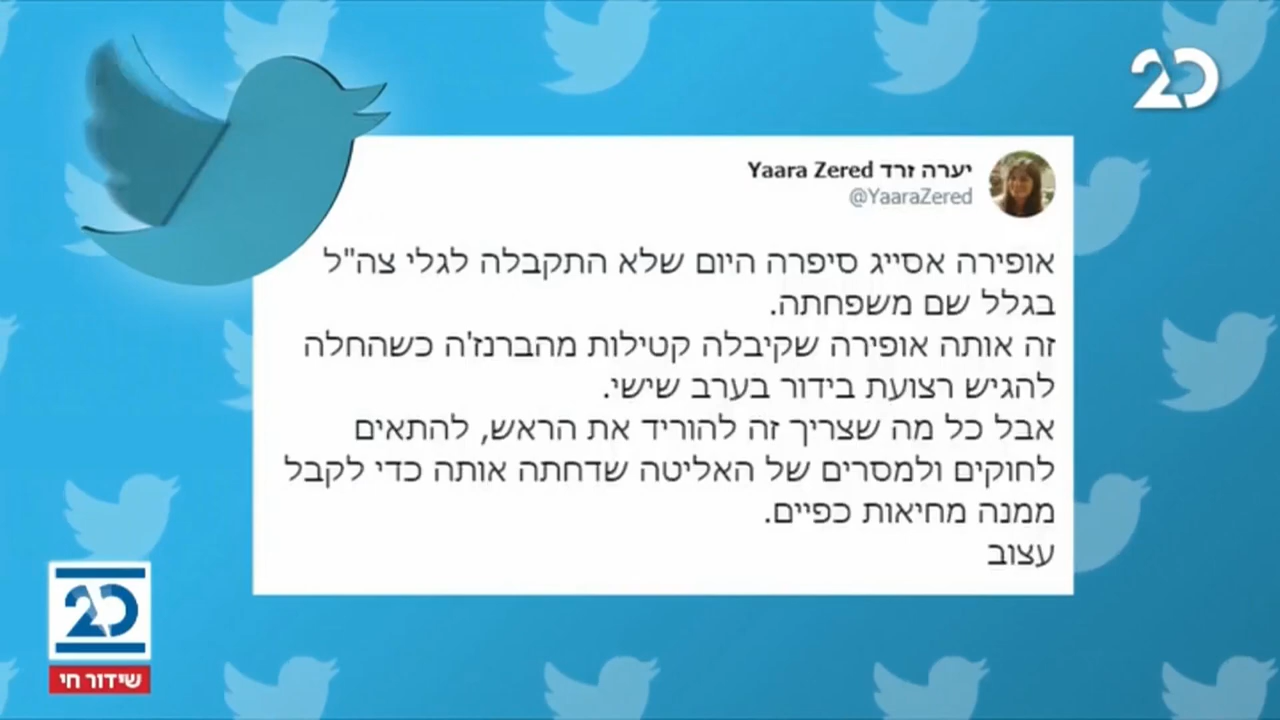 20
יערה זרד Yaara Zered
@YaaraZered
אופירה אסייג סיפרה היום שלא התקבלה לגלי צה"ל
בגלל שם משפחתה.
זה אותה אופירה שקיבלה קטילות מהברנז'ה כשהחלה
להגיש רצועת בידור בערב שישי.
אבל כל מה שצריך זה להוריד את הראש, להתאים
לחוקים ולמסרים של האליטה שדחתה אותה כדי לקבל
ממנה מחיאות כפיים.
עצוב
20
שידור חי